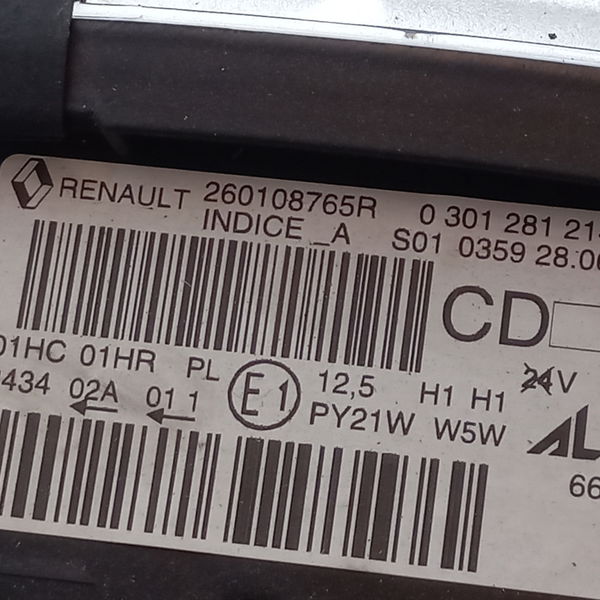 RENAULT 260108765R 0 301 281 21
INDICE _A S01 0359 28.0
CD
01HC 01HR PL E1 12,5 H1 H1 24V
434 02A 01 1 PY21W W5W AL
66